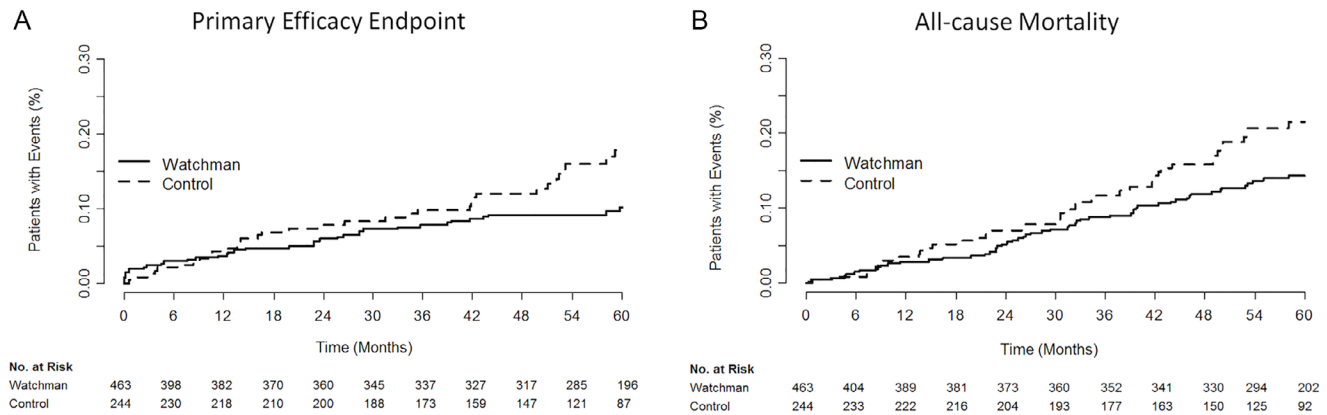 A
Primary Efficacy Endpoint
Patients with Events (%)
0.30
0.20
0.10
0.00
Watchman
Control
0 6 12 18 24 30 36 42 48 54 60
Time (Months)
No. at Risk
Watchman 463 398 382 370 360 345 337 327 317 285 196
Control 244 230 218 210 200 188 173 159 147 121 87
B
All-cause Mortality
Patients with Events (%)
0.30
0.20
0.10
0.00
Watchman
Control
0 6 12 18 24 30 36 42 48 54 60
Time (Months)
No. at Risk
Watchman 463 404 389 381 373 360 352 341 330 294 202
Control 244 233 222 216 204 193 177 163 150 125 92